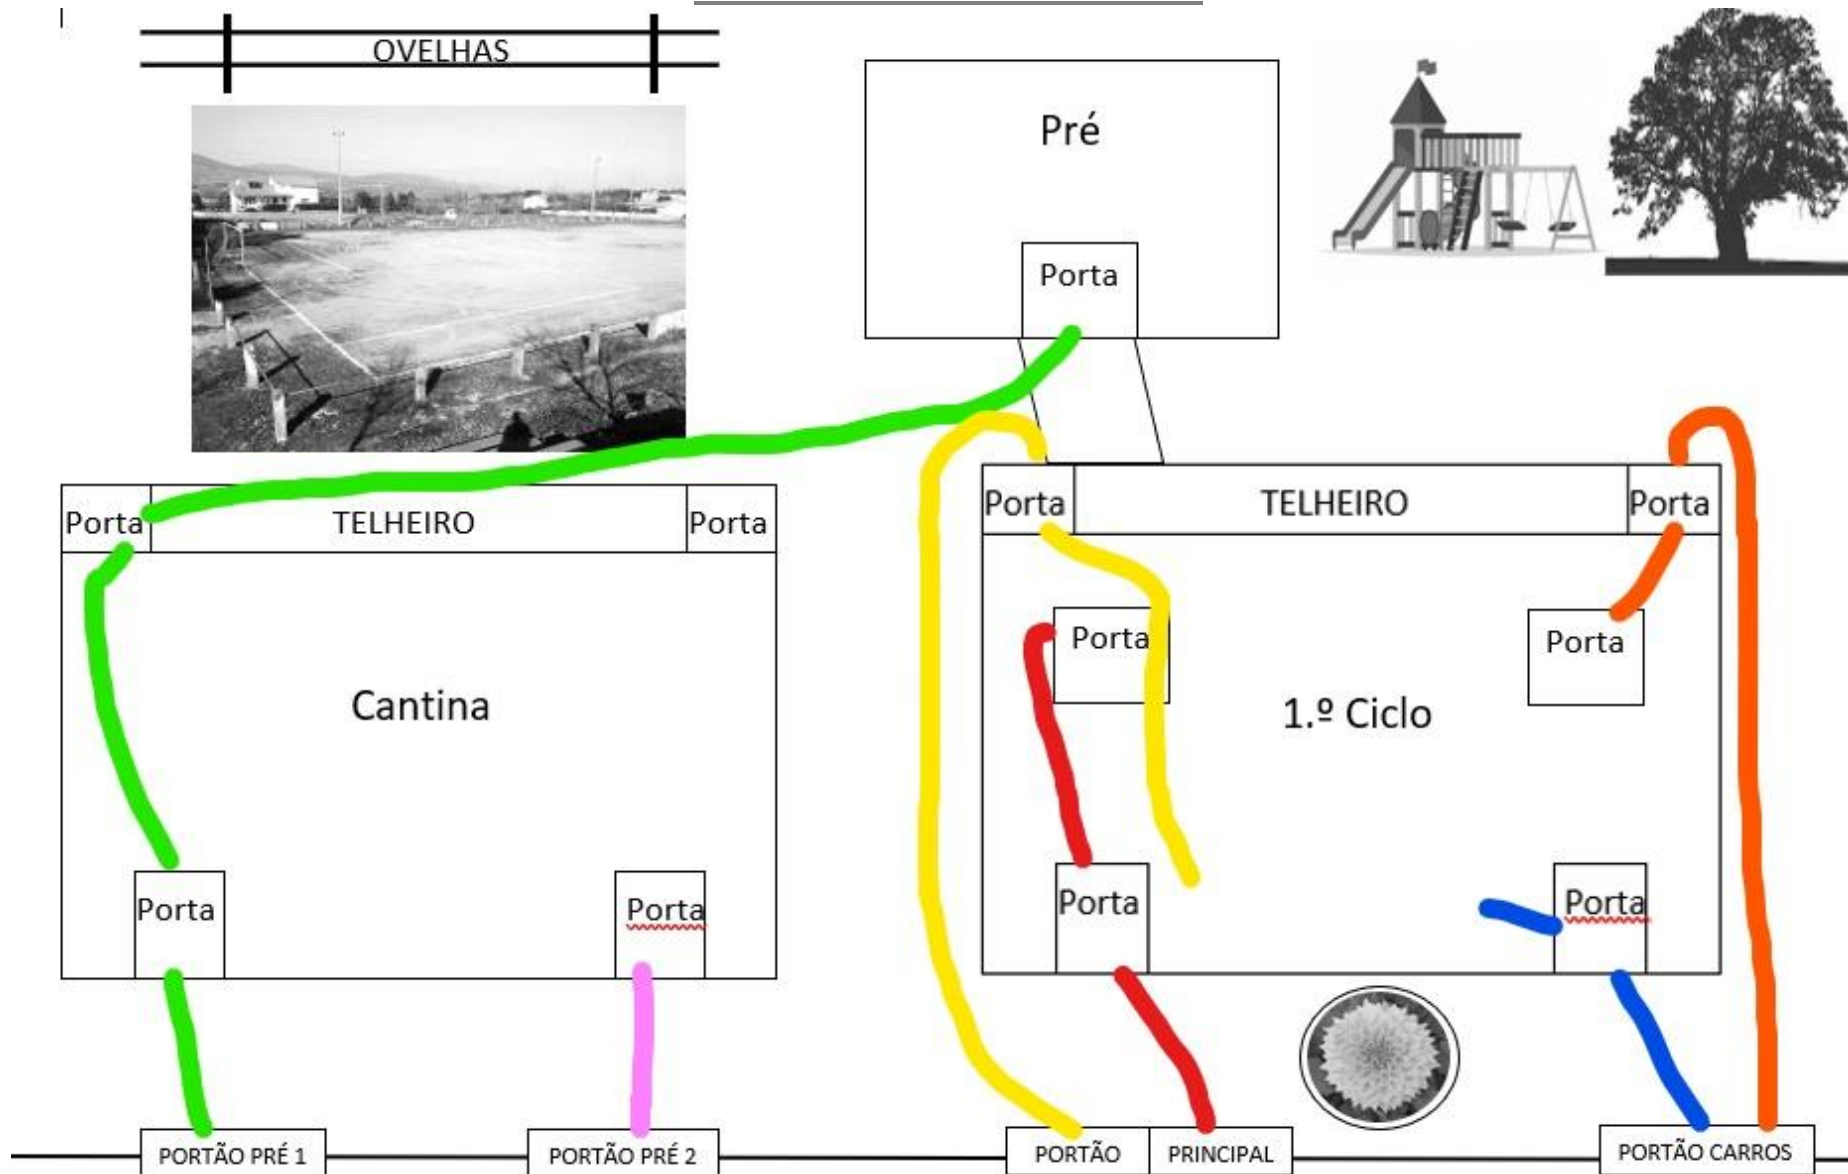 OVELHAS
Pré
Porta
Porta TELHEIRO Porta
Porta TELHEIRO Porta
Porta Porta
Cantina
1.º Ciclo
Porta Porta
Porta Porta
PORTÃO PRÉ 1 PORTÃO PRÉ 2 PORTÃO PRINCIPAL PORTÃO CARROS